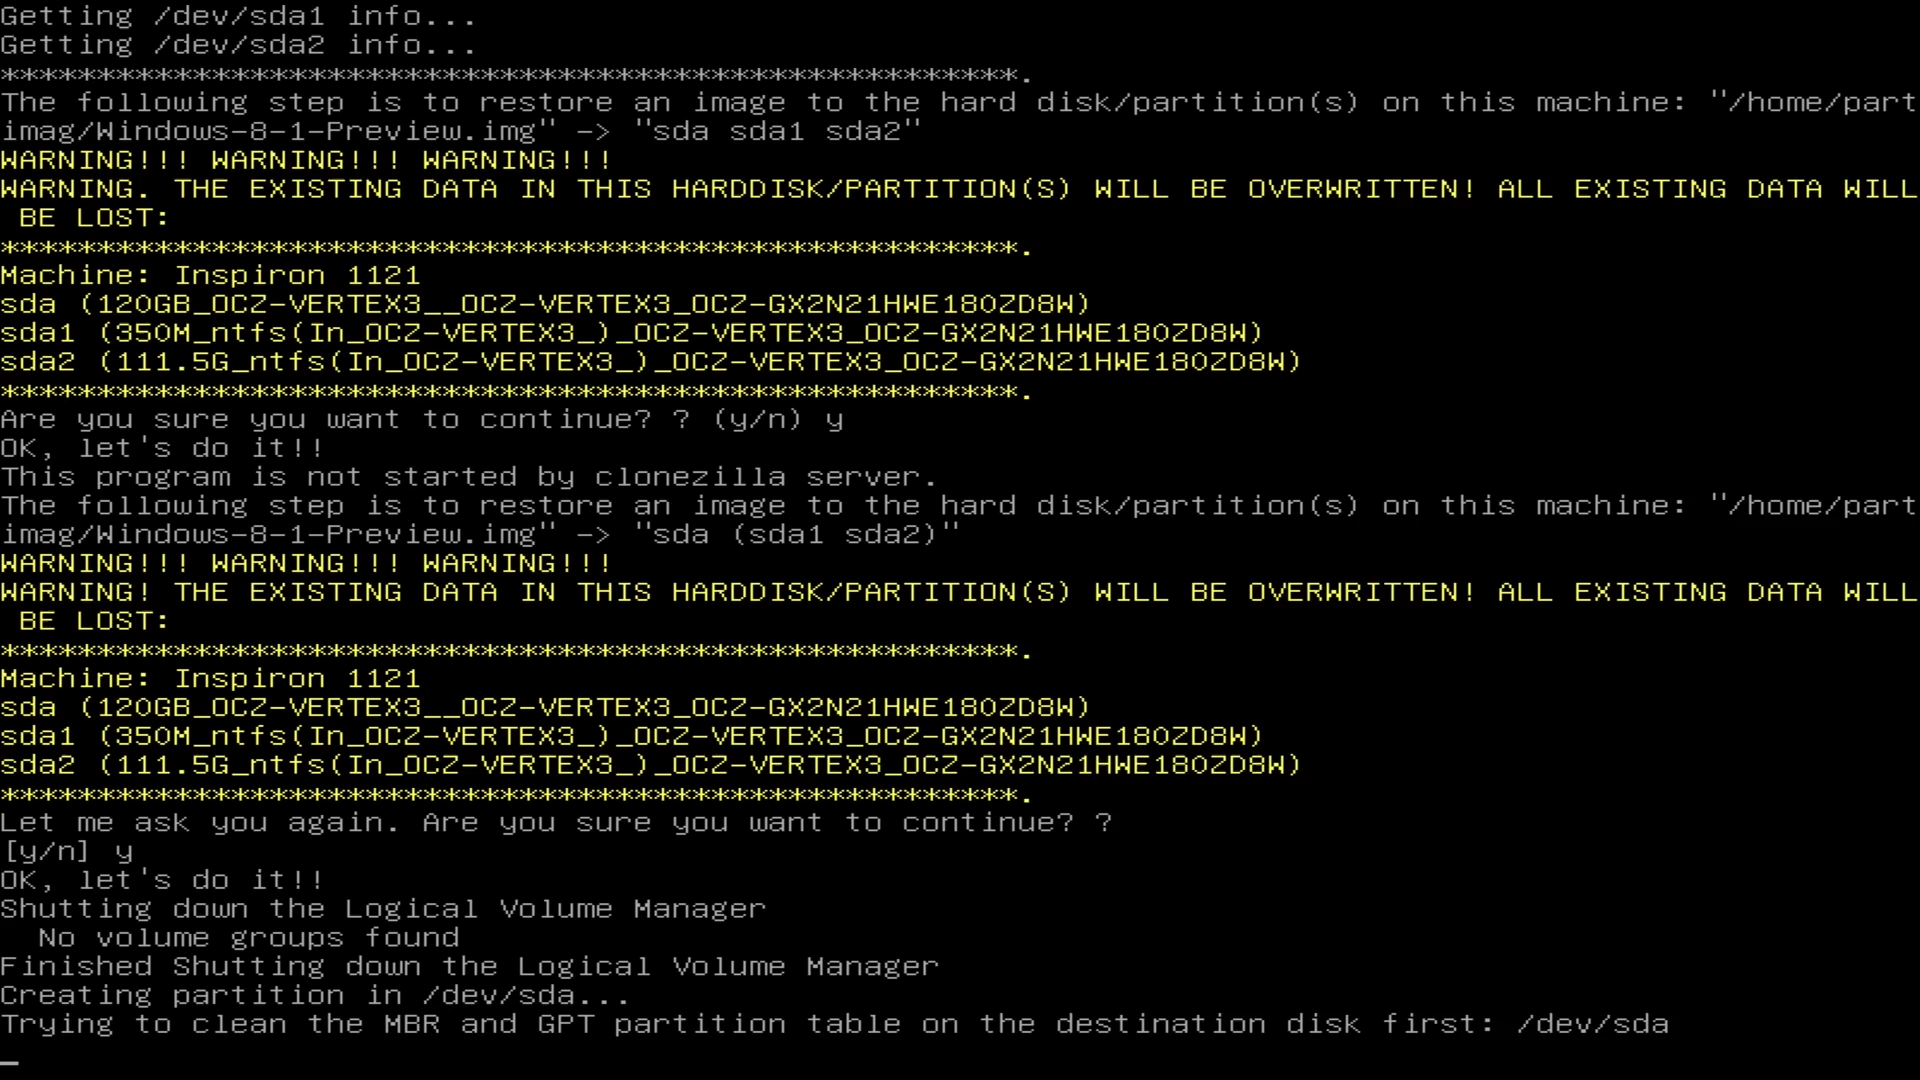 Getting /dev/sda1 info...
Getting /dev/sda2 info...
*****************************************************.
The following step is to restore an image to the hard disk/partition(s) on this machine: "/home/part
imag/Windows-8-1-Preview.img" -> "sda sda1 sda2"
WARNING!!! WARNING!!! WARNING!!!
WARNING. THE EXISTING DATA IN THIS HARDDISK/PARTITION(S) WILL BE OVERWRITTEN! ALL EXISTING DATA WILL
 BE LOST:
*****************************************************.
Machine: Inspiron 1121
sda (120GB_OCZ-VERTEX3__OCZ-VERTEX3_OCZ-GX2N21HWE180ZD8W)
sda1 (350M_ntfs(In_OCZ-VERTEX3_)_OCZ-VERTEX3_OCZ-GX2N21HWE180ZD8W)
sda2 (111.5G_ntfs(In_OCZ-VERTEX3_)_OCZ-VERTEX3_OCZ-GX2N21HWE180ZD8W)
*****************************************************.
Are you sure you want to continue? ? (y/n) y
OK, let's do it!!
This program is not started by clonezilla server.
The following step is to restore an image to the hard disk/partition(s) on this machine: "/home/part
imag/Windows-8-1-Preview.img" -> "sda (sda1 sda2)"
WARNING!!! WARNING!!! WARNING!!!
WARNING! THE EXISTING DATA IN THIS HARDDISK/PARTITION(S) WILL BE OVERWRITTEN! ALL EXISTING DATA WILL
 BE LOST:
*****************************************************.
Machine: Inspiron 1121
sda (120GB_OCZ-VERTEX3__OCZ-VERTEX3_OCZ-GX2N21HWE180ZD8W)
sda1 (350M_ntfs(In_OCZ-VERTEX3_)_OCZ-VERTEX3_OCZ-GX2N21HWE180ZD8W)
sda2 (111.5G_ntfs(In_OCZ-VERTEX3_)_OCZ-VERTEX3_OCZ-GX2N21HWE180ZD8W)
*****************************************************.
Let me ask you again. Are you sure you want to continue? ?
[y/n] y
OK, let's do it!!
Shutting down the Logical Volume Manager
  No volume groups found
Finished Shutting down the Logical Volume Manager
Creating partition in /dev/sda...
Trying to clean the MBR and GPT partition table on the destination disk first: /dev/sda
_